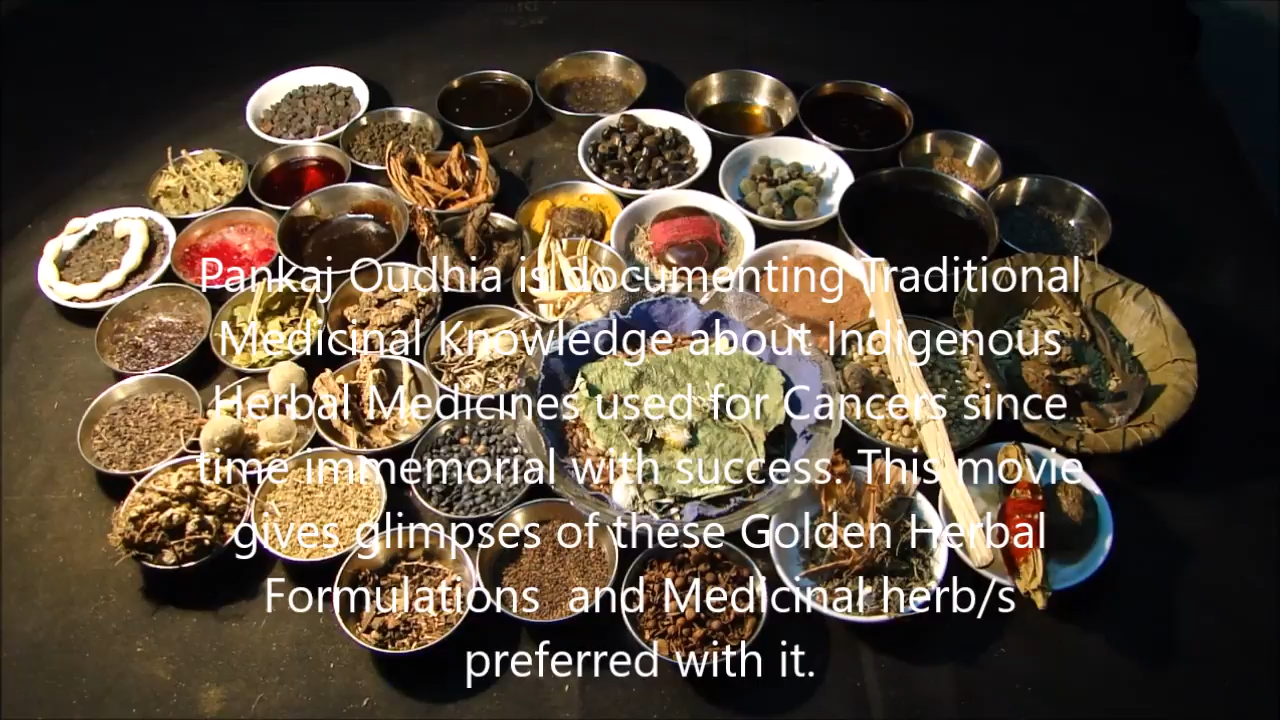 Pankaj Oudhia is documenting Traditional
Medicinal Knowledge about Indigenous
Herbal Medicines used for Cancers since
time immemorial with success. This movie
gives glimpses of these Golden Herbal
Formulations  and Medicinal herb/s
preferred with it.